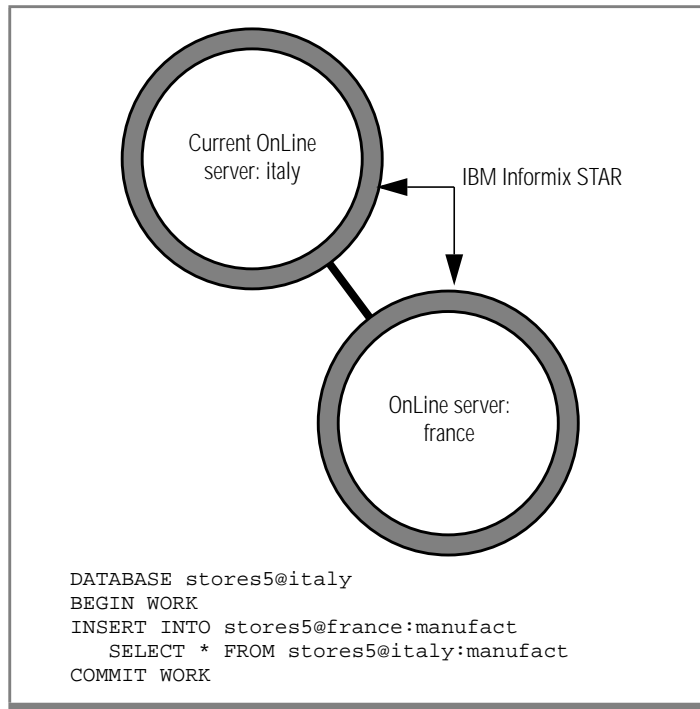 Current OnLine
server: italy
IBM Informix STAR
OnLine server:
france
DATABASE stores5@italy
BEGIN WORK
INSERT INTO stores5@france:manufact
   SELECT * FROM stores5@italy:manufact
COMMIT WORK